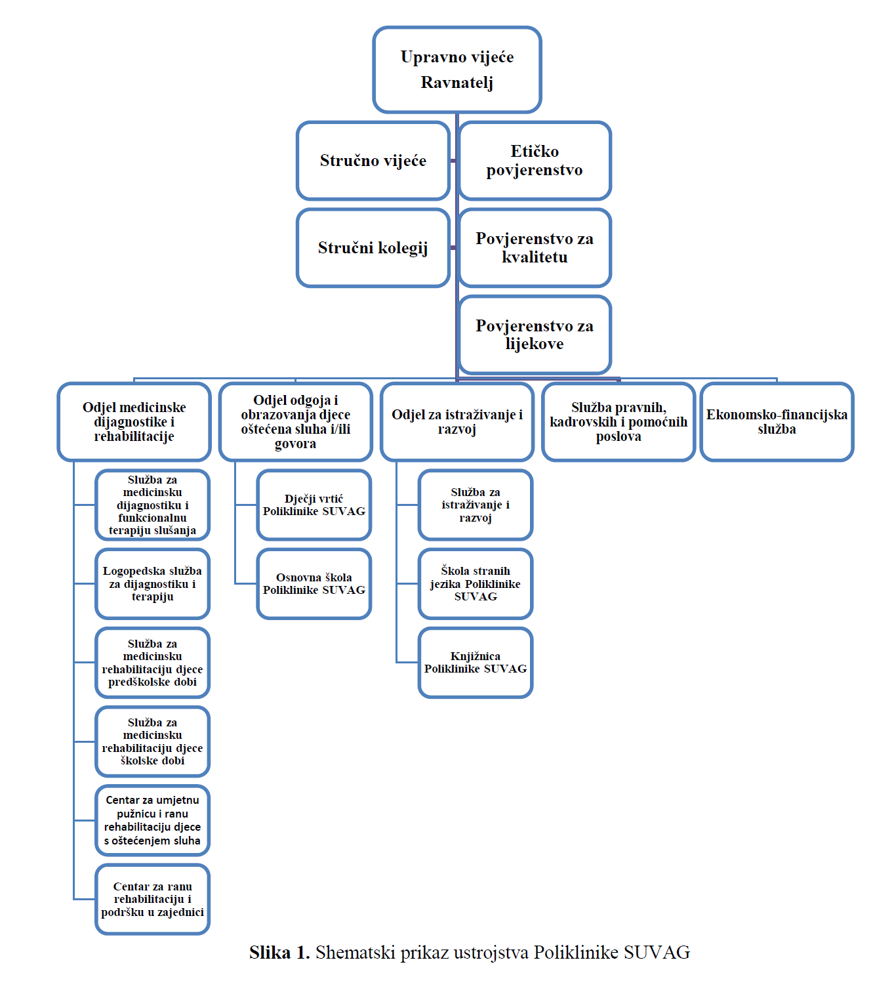 Upravno vijeće
Ravnatelj
Stručno vijeće
Etičko
povjerenstvo
Stručni kolegij
Povjerenstvo za
kvalitetu
Povjerenstvo za
lijekove
Odjel medicinske
dijagnostike i
rehabilitacije
Odjel odgoja i
obrazovanja djece
oštećena sluha i/ili
govora
Odjel za istraživanje i
razvoj
Služba pravnih,
kadrovskih i pomoćnih
poslova
Ekonomsko-financijska
služba
Služba za
medicinsku
dijagnostiku i
funkcionalnu
terapiju slušanja
Logopedska služba
za dijagnostiku i
terapiju
Služba za
medicinsku
rehabilitaciju djece
predškolske dobi
Služba za
medicinsku
rehabilitaciju djece
školske dobi
Centar za umjetnu
pužnicu i ranu
rehabilitaciju djece
s oštećenjem sluha
Centar za ranu
rehabilitaciju i
podršku u zajednici
Dječji vrtić
Poliklinike SUVAG
Osnovna škola
Poliklinike SUVAG
Služba za
istraživanje i
razvoj
Škola stranih
jezika Poliklinike
SUVAG
Knjižnica
Poliklinike SUVAG
Slika 1. Shematski prikaz ustrojstva Poliklinike SUVAG